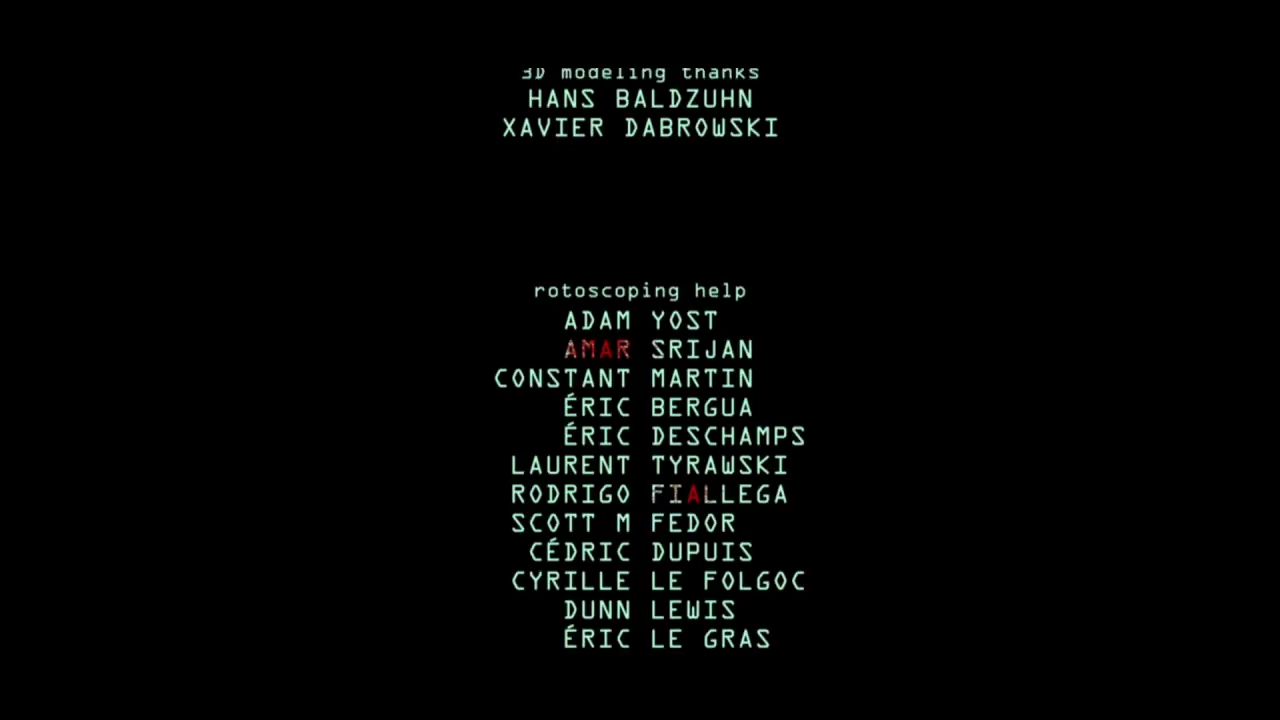 3D modeling thanks
HANS BALDZUHN
XAVIER DABROWSKI
rotoscoping help
ADAM YOST
AMAR SRIJAN
CONSTANT MARTIN
ÉRIC BERGUA
ÉRIC DESCHAMPS
LAURENT TYRAWSKI
RODRIGO FIALLEGA
SCOTT M FEDOR
CÉDRIC DUPUIS
CYRILLE LE FOLGOC
DUNN LEWIS
ÉRIC LE GRAS